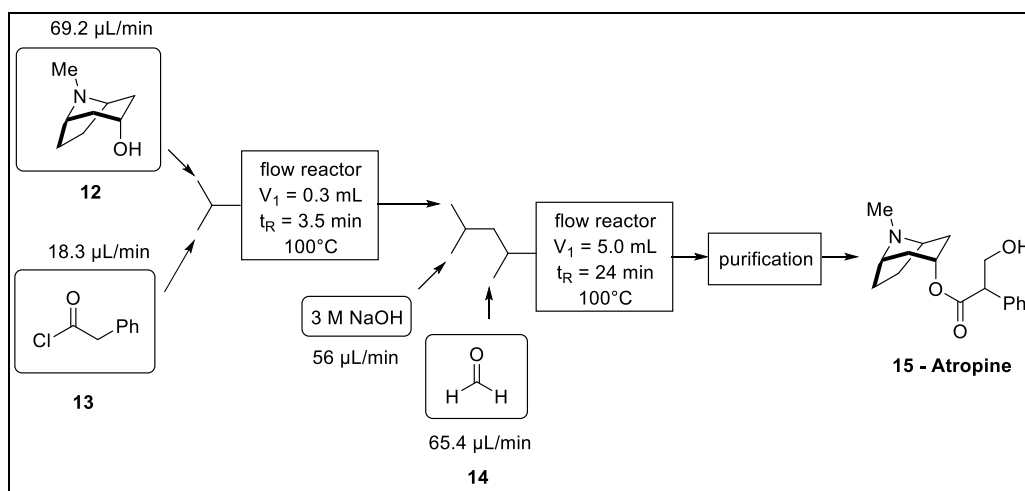 69.2 µL/min
Me
N
OH
12
18.3 µL/min
O
Cl
Ph
13
flow reactor
V1 = 0.3 mL
tR = 3.5 min
100°C
3 M NaOH
56 µL/min
O
H H
65.4 µL/min
14
flow reactor
V1 = 5.0 mL
tR = 24 min
100°C
purification
Me
N
HO
O
Ph
O
15 - Atropine